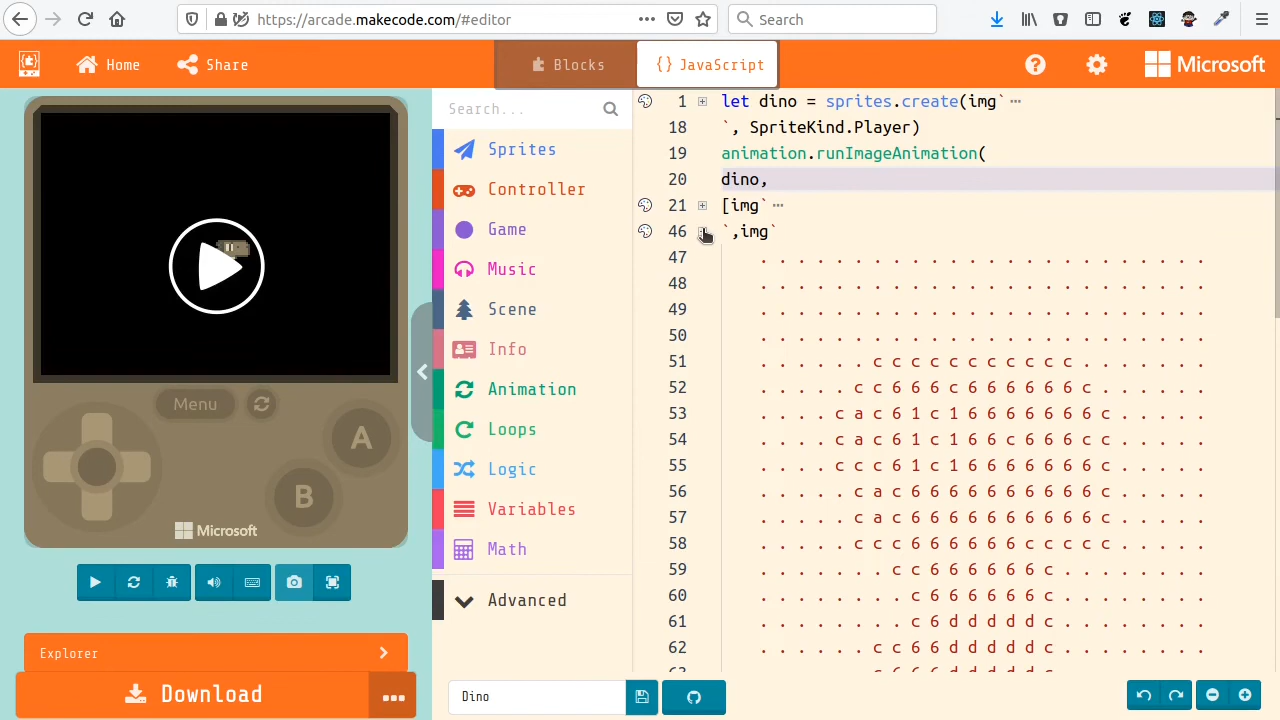 https://arcade.makecode.com/#editor
Search
Home
Share
Blocks
{} JavaScript
Microsoft
Menu
A
B
Microsoft
Explorer
Download
Search...
Sprites
Controller
Game
Music
Scene
Info
Animation
Loops
Logic
Variables
Math
Advanced
Dino
1 let dino = sprites.create(img` ⋯
18 `, SpriteKind.Player)
19 animation.runImageAnimation(
20 dino,
21 [img` ⋯
46 `,img`
47 . . . . . . . . . . . . . . . . . . . . . . . .
48 . . . . . . . . . . . . . . . . . . . . . . . .
49 . . . . . . . . . . . . . . . . . . . . . . . .
50 . . . . . . . . . . . . . . . . . . . . . . . .
51 . . . . . . c c c c c c c c c c c . . . . . . .
52 . . . . . c c 6 6 6 c 6 6 6 6 6 6 c . . . . . .
53 . . . . c a c 6 1 c 1 6 6 6 6 6 6 6 c . . . . .
54 . . . . c a c 6 1 c 1 6 6 c 6 6 6 c c . . . . .
55 . . . . c c c 6 1 c 1 6 6 6 6 6 6 6 c . . . . .
56 . . . . . c a c 6 6 6 6 6 6 6 6 6 6 c . . . . .
57 . . . . . c a c 6 6 6 6 6 6 6 6 6 6 c . . . . .
58 . . . . . c c c 6 6 6 6 6 6 c c c c c . . . . .
59 . . . . . . . c c 6 6 6 6 6 6 c . . . . . . . .
60 . . . . . . . . c 6 6 6 6 6 6 c . . . . . . . .
61 . . . . . . . . c 6 d d d d d c . . . . . . . .
62 . . . . . . c c 6 6 d d d d d c . . . . . . . .